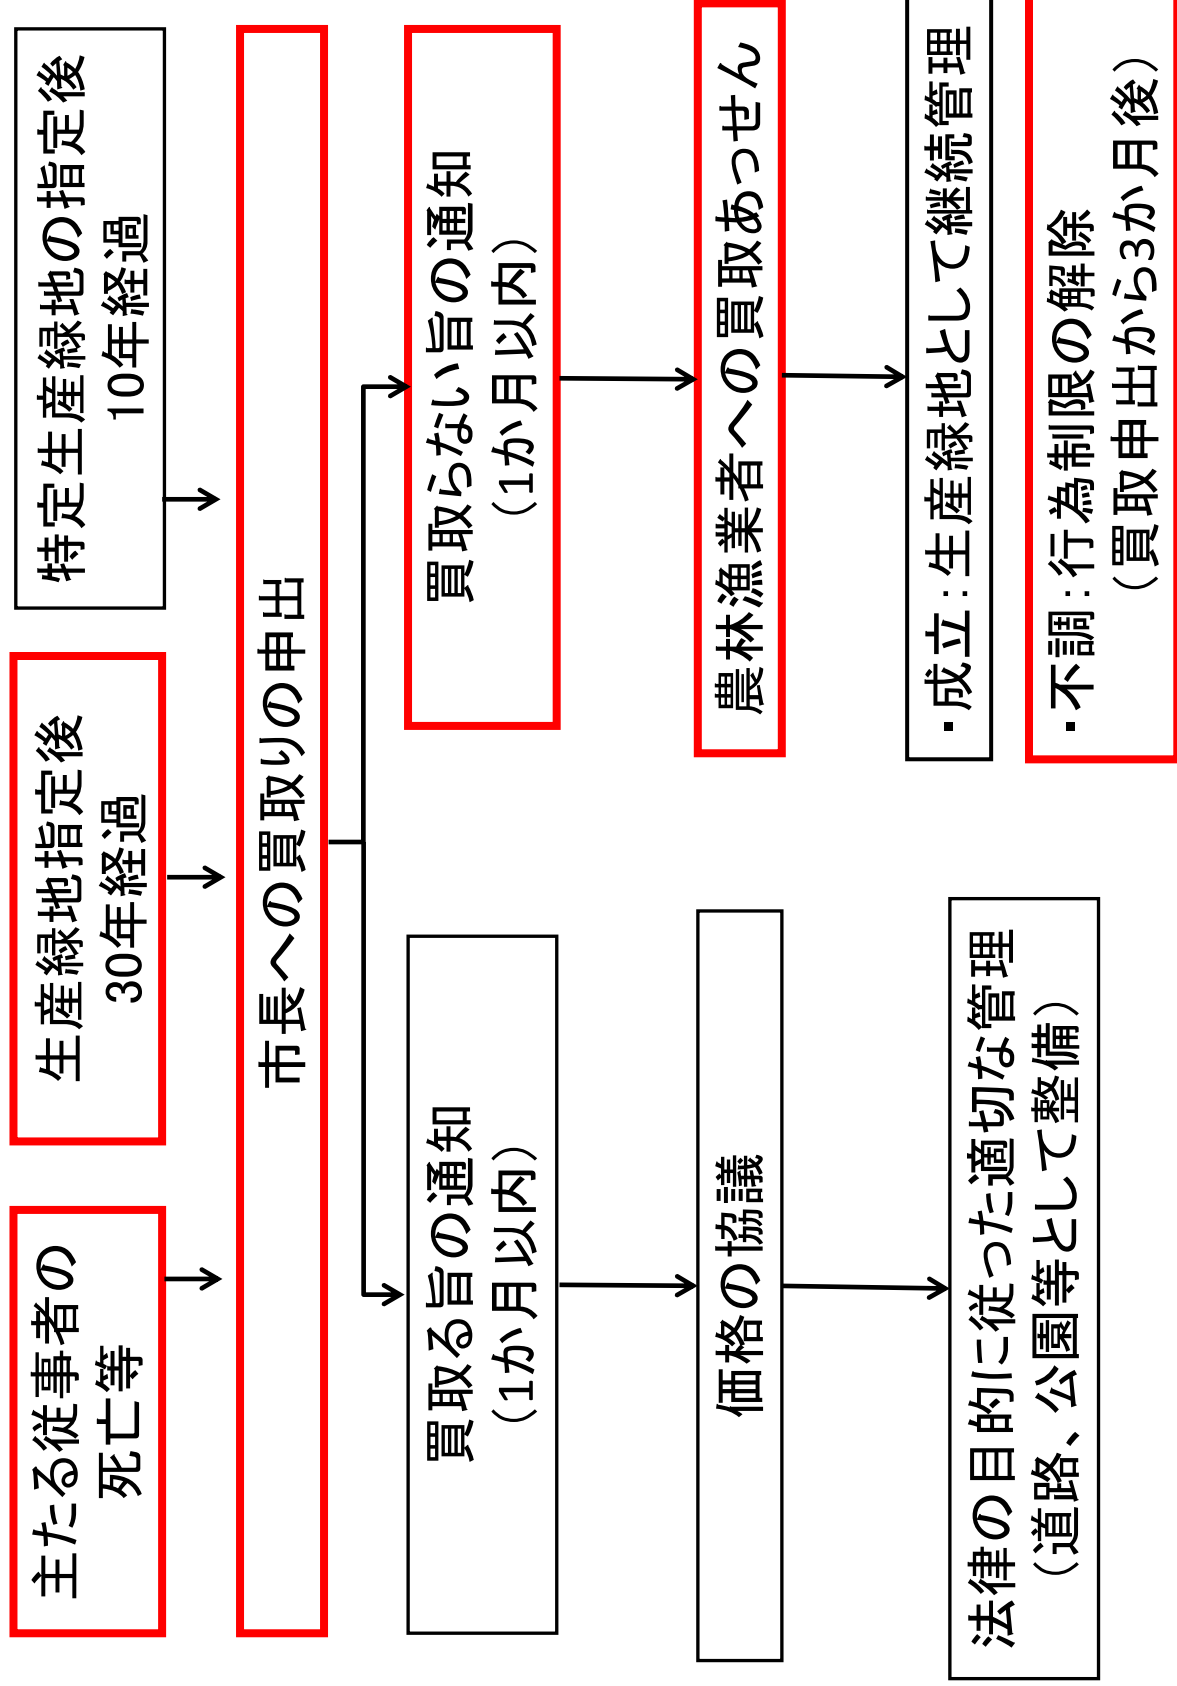 主たる従事者の
死亡等
生産緑地指定後
30年経過
特定生産緑地の指定後
10年経過
市長への買取りの申出
買取る旨の通知
（1か月以内）
買取らない旨の通知
（1か月以内）
価格の協議
農林漁業者への買取あっせん
法律の目的に従った適切な管理
（道路、公園等として整備）
・成立：生産緑地として継続管理
・不調：行為制限の解除
（買取申出から3か月後）